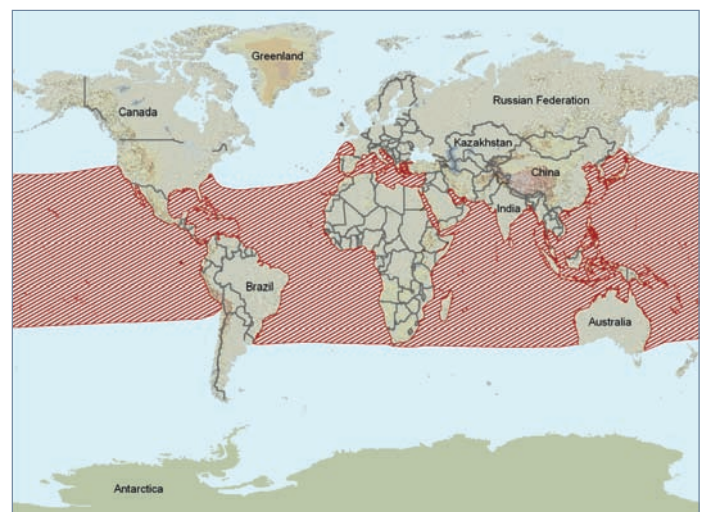 Greenland
Canada
Russian Federation
Kazakhstan
China
India
Brazil
Australia
Antarctica